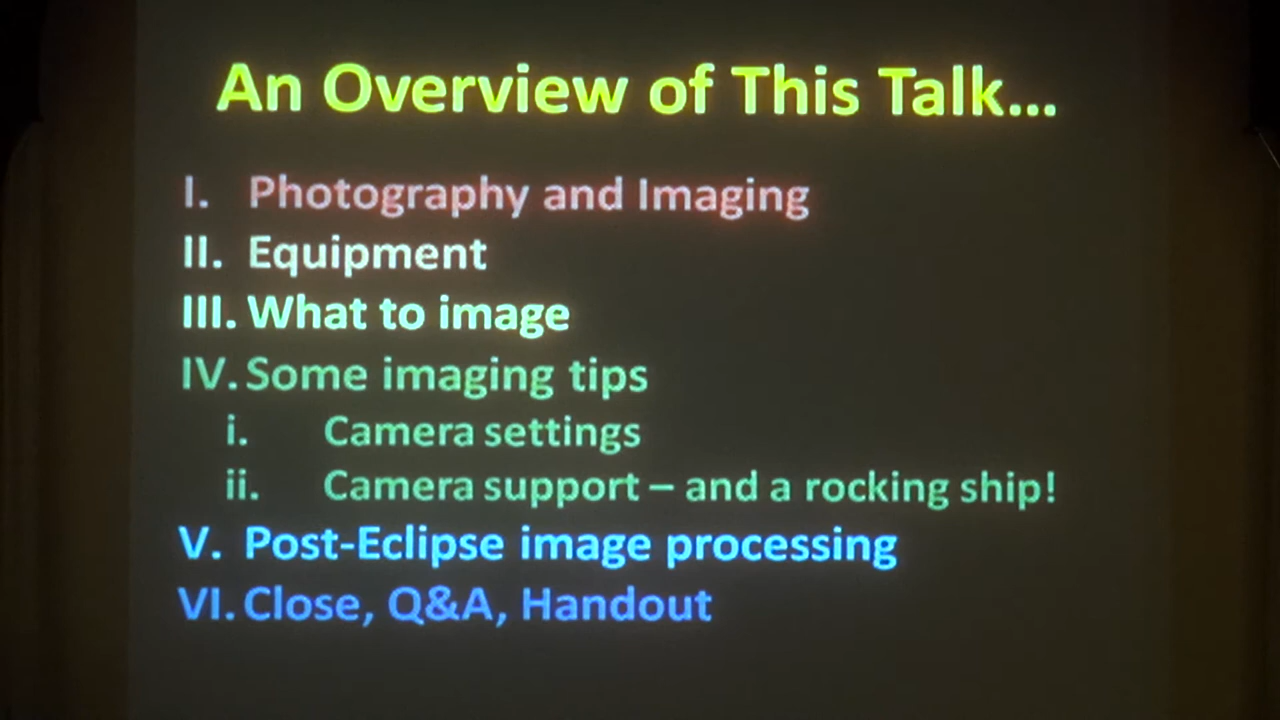 An Overview of This Talk...
I. Photography and Imaging
II. Equipment
III. What to image
IV. Some imaging tips
i. Camera settings
ii. Camera support – and a rocking ship!
V. Post-Eclipse image processing
VI. Close, Q&A, Handout